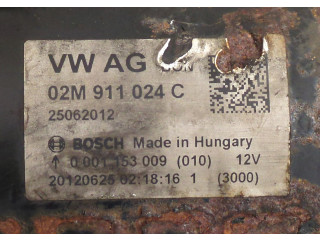 VW AG
02M 911 024 C
25062012
BOSCH Made in Hungary
↑ 0 001 153 009 (010) 12V
20120625 02:18:16 1 (3000)